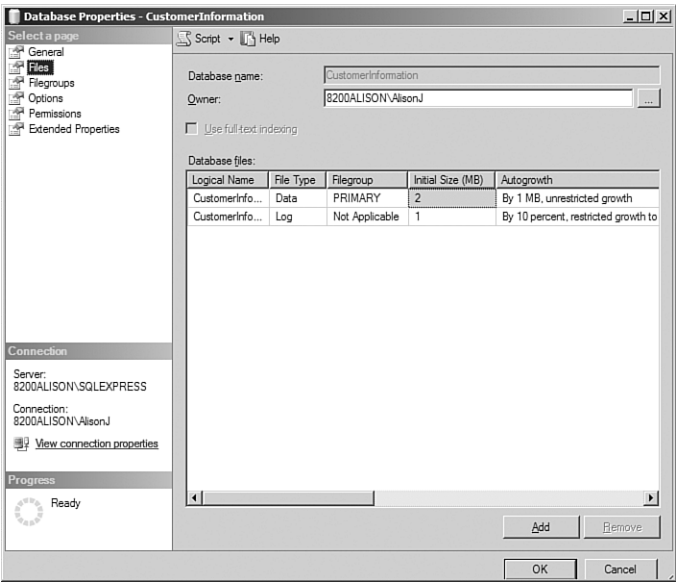 Database Properties - CustomerInformation
Select a page
General
Files
Filegroups
Options
Permissions
Extended Properties
Script Help
Database name: CustomerInformation
Owner: 8200ALISON\AlisonJ ...
Use full-text indexing
Database files:
Logical Name File Type Filegroup Initial Size (MB) Autogrowth
CustomerInfo... Data PRIMARY 2 By 1 MB, unrestricted growth
CustomerInfo... Log Not Applicable 1 By 10 percent, restricted growth to
Connection
Server:
8200ALISON\SQLEXPRESS
Connection:
8200ALISON\AlisonJ
View connection properties
Progress
Ready
Add Remove
OK Cancel